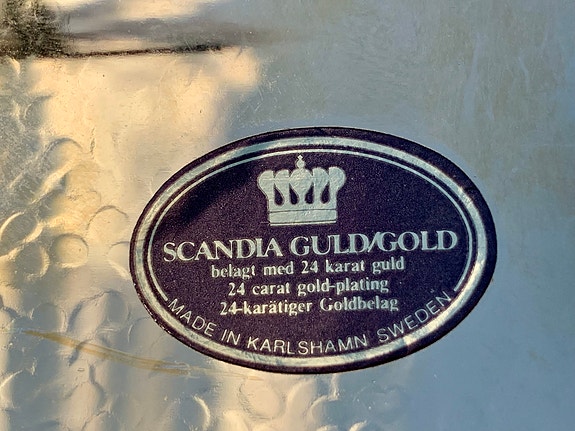 SCANDIA GULD/GOLD
belagt med 24 karat guld
24 carat gold-plating
24-karätiger Goldbelag
MADE IN KARLSHAMN SWEDEN